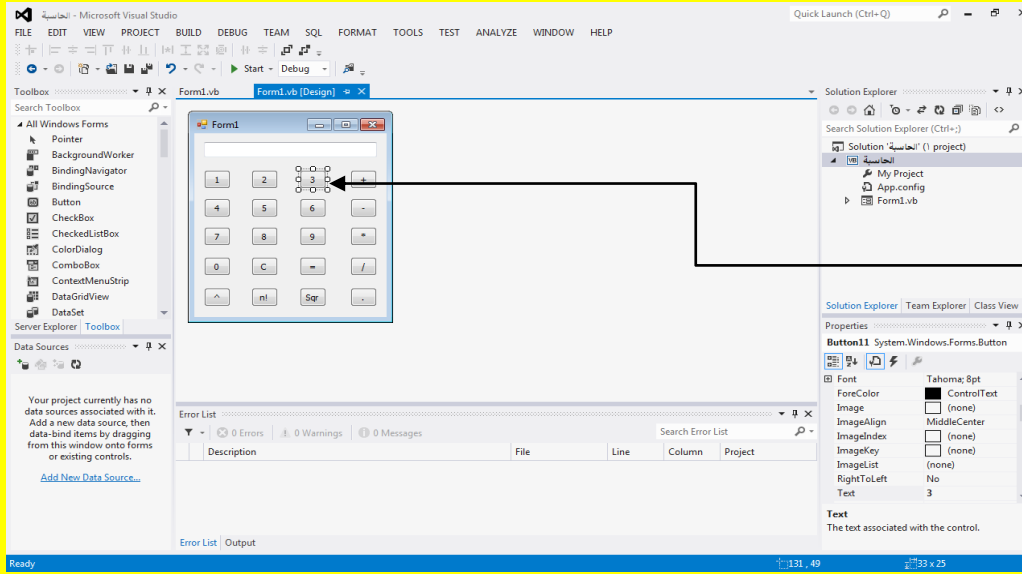 الحاسبة - Microsoft Visual Studio
Quick Launch (Ctrl+Q)
FILE EDIT VIEW PROJECT BUILD DEBUG TEAM SQL FORMAT TOOLS TEST ANALYZE WINDOW HELP
Start Debug
Toolbox
Search Toolbox
All Windows Forms
Pointer
BackgroundWorker
BindingNavigator
BindingSource
Button
CheckBox
CheckedListBox
ColorDialog
ComboBox
ContextMenuStrip
DataGridView
DataSet
Server Explorer Toolbox
Data Sources
Your project currently has no
data sources associated with it.
Add a new data source, then
data-bind items by dragging
from this window onto forms
or existing controls.
Add New Data Source...
Form1.vb Form1.vb [Design]
Form1
1 2 3 +
4 5 6 -
7 8 9 *
0 C = /
^ n! Sqr .
Error List
0 Errors 0 Warnings 0 Messages
Search Error List
Description File Line Column Project
Error List Output
Solution Explorer
Search Solution Explorer (Ctrl+;)
Solution 'الحاسبة' (١ project)
VB الحاسبة
My Project
App.config
Form1.vb
Solution Explorer Team Explorer Class View
Properties
Button11 System.Windows.Forms.Button
Font Tahoma; 8pt
ForeColor ControlText
Image (none)
ImageAlign MiddleCenter
ImageIndex (none)
ImageKey (none)
ImageList (none)
RightToLeft No
Text 3
Text
The text associated with the control.
Ready
131 , 49
33 x 25